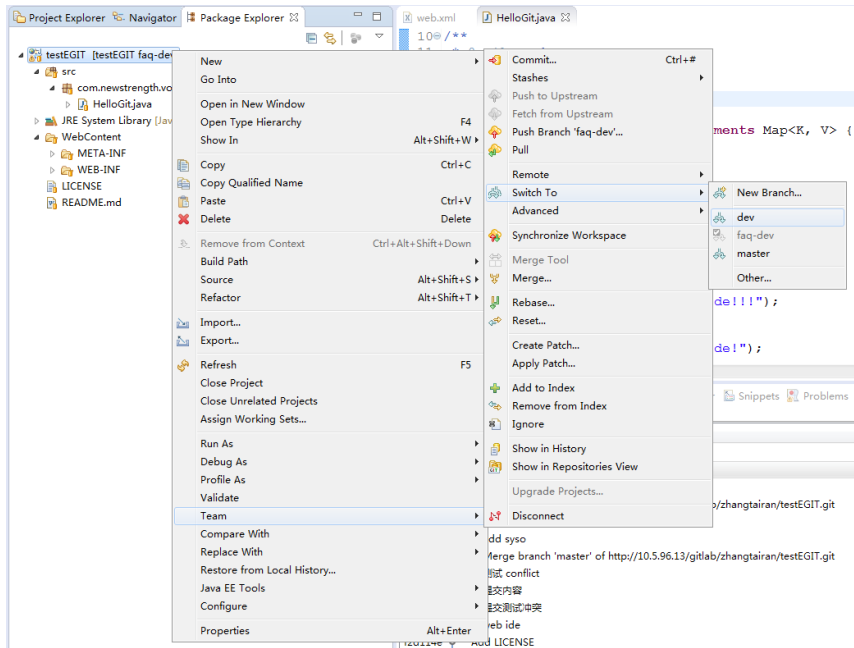 Project Explorer Navigator Package Explorer
web.xml HelloGit.java
testEGIT [testEGIT faq-dev
src
com.newstrength.vo
HelloGit.java
JRE System Library [Jav
WebContent
META-INF
WEB-INF
LICENSE
README.md
New
Go Into
Open in New Window
Open Type Hierarchy F4
Show In Alt+Shift+W
Copy Ctrl+C
Copy Qualified Name
Paste Ctrl+V
Delete Delete
Remove from Context Ctrl+Alt+Shift+Down
Build Path
Source Alt+Shift+S
Refactor Alt+Shift+T
Import...
Export...
Refresh F5
Close Project
Close Unrelated Projects
Assign Working Sets...
Run As
Debug As
Profile As
Validate
Team
Compare With
Replace With
Restore from Local History...
Java EE Tools
Configure
Properties Alt+Enter
Commit... Ctrl+#
Stashes
Push to Upstream
Fetch from Upstream
Push Branch 'faq-dev'...
Pull
Remote
Switch To
Advanced
Synchronize Workspace
Merge Tool
Merge...
Rebase...
Reset...
Create Patch...
Apply Patch...
Add to Index
Remove from Index
Ignore
Show in History
Show in Repositories View
Upgrade Projects...
Disconnect
New Branch...
dev
faq-dev
master
Other...
10 /**
ments Map<K, V> {
de!!!");
de!");
Snippets Problems
/zhangtairan/testEGIT.git
dd syso
Merge branch 'master' of http://10.5.96.13/gitlab/zhangtairan/testEGIT.git
测试 conflict
提交内容
提交测试冲突
web ide
f2d114e Add LICENSE